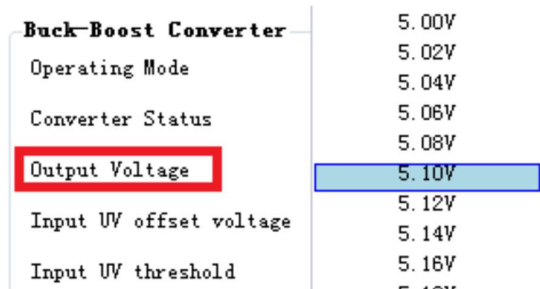 Buck-Boost Converter
Operating Mode
Converter Status
Output Voltage
Input UV offset voltage
Input UV threshold
5.00V
5.02V
5.04V
5.06V
5.08V
5.10V
5.12V
5.14V
5.16V